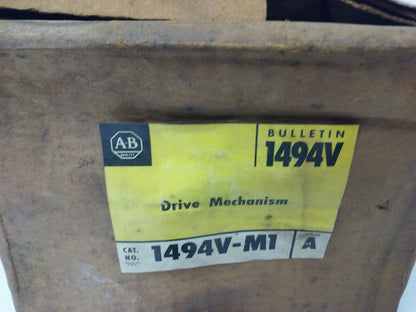 AB
BULLETIN
1494V
Drive Mechanism
CAT.
NO.
1494V-M1
A